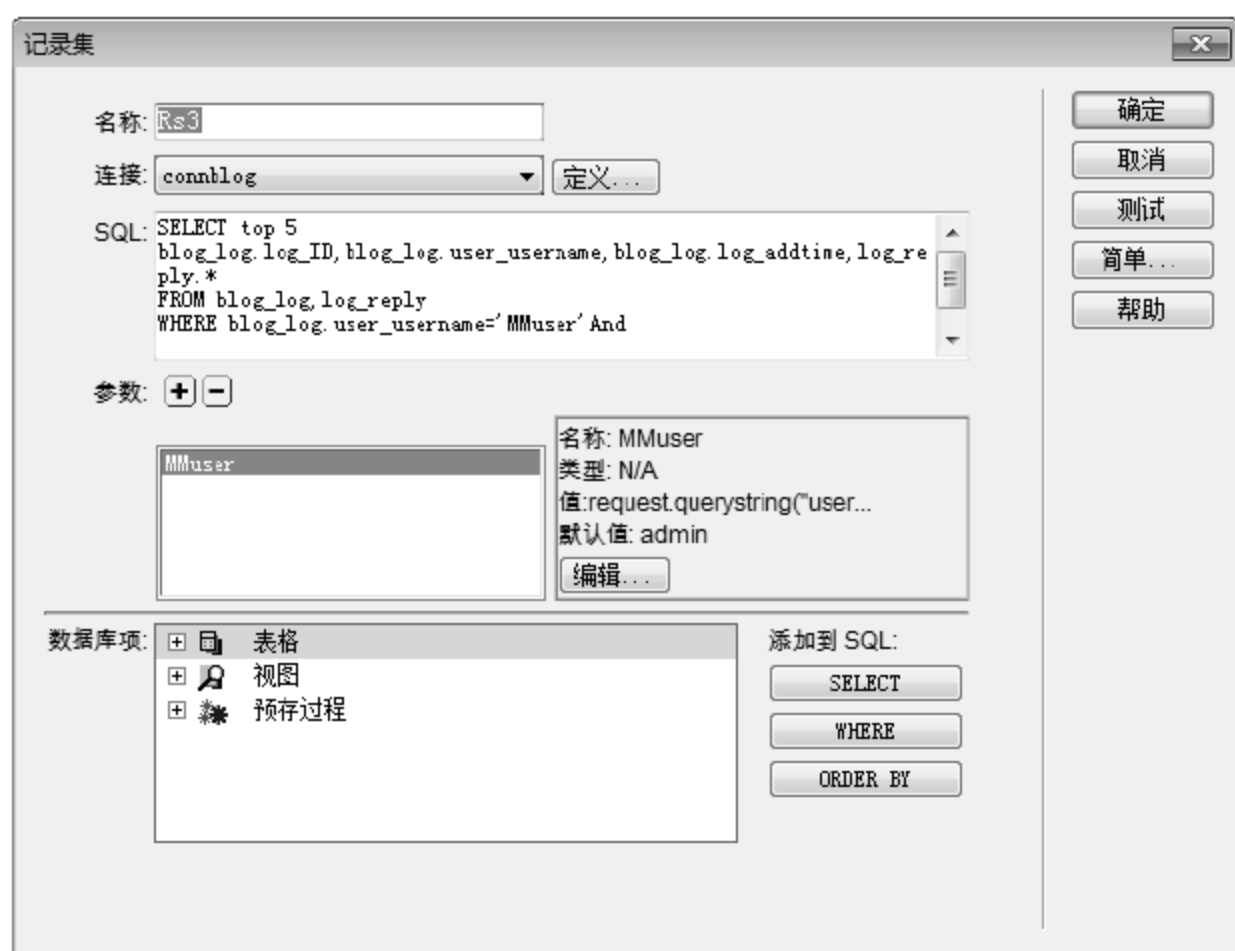 记录集
名称: Rs3
连接: connblog 定义...
SQL: SELECT top 5
blog_log.log_ID,blog_log.user_username,blog_log.log_addtime,log_re
ply.*
FROM blog_log,log_reply
WHERE blog_log.user_username='MMuser'And
参数:
MMuser
名称: MMuser
类型: N/A
值:request.querystring("user...
默认值: admin
编辑...
数据库项:
表格
视图
预存过程
添加到 SQL:
SELECT
WHERE
ORDER BY
确定
取消
测试
简单...
帮助